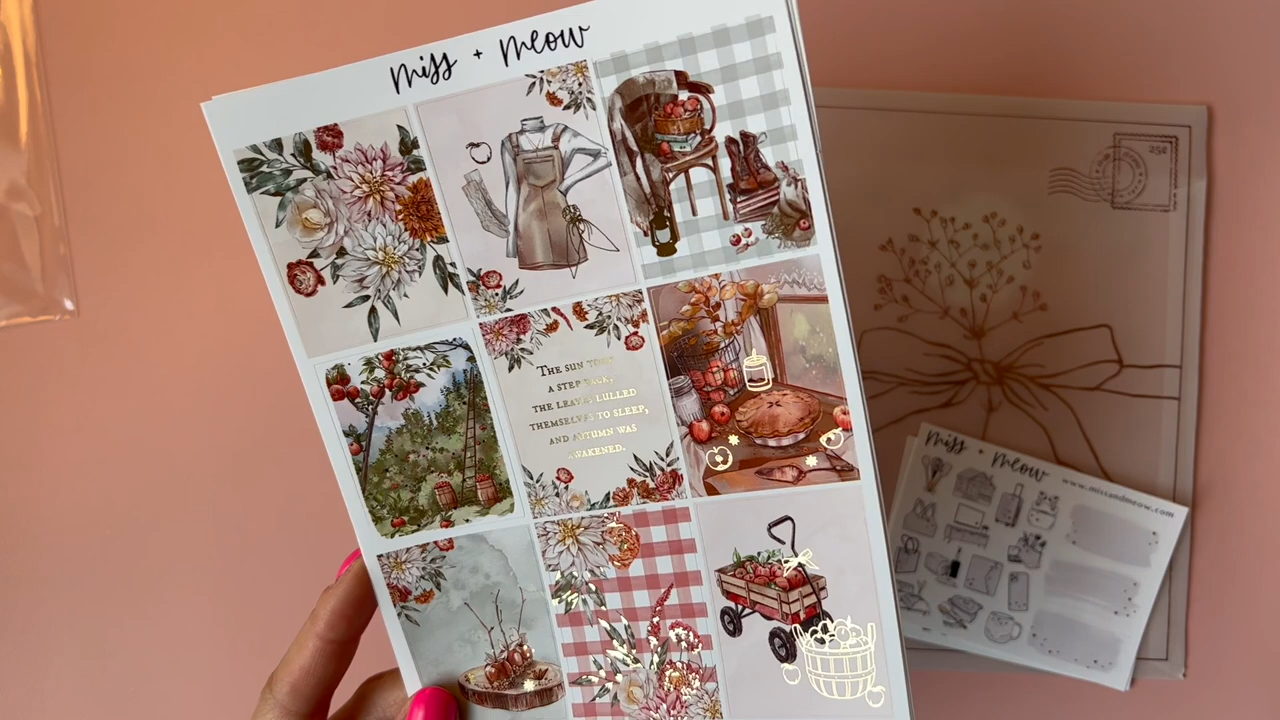 miss + meow
THE SUN TOOK
A STEP BACK,
THE LEAVES LULLED
THEMSELVES TO SLEEP,
AND AUTUMN WAS
AWAKENED.
25¢
miss + meow
www.missandmeow.com